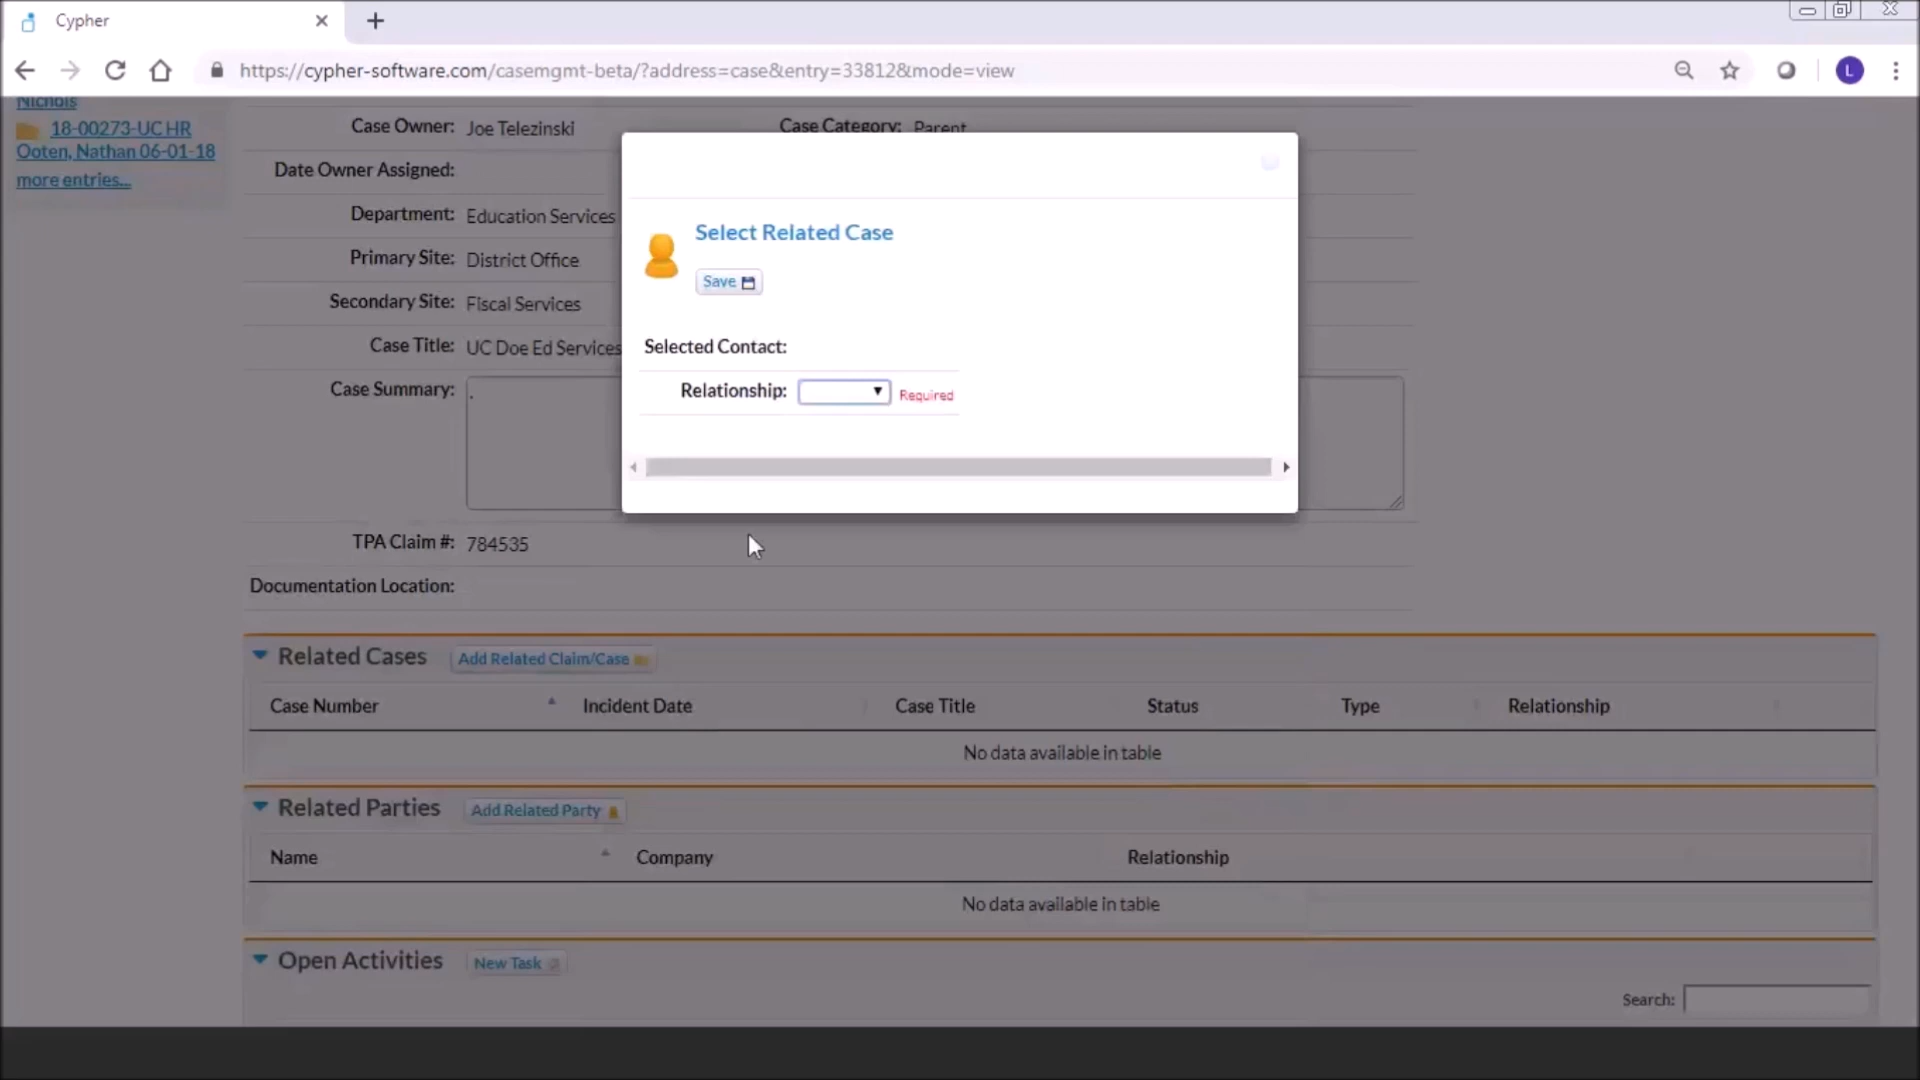 Cypher
https://cypher-software.com/casemgmt-beta/?address=case&entry=33812&mode=view
L
Nichols
18-00273-UC HR
Ooten, Nathan 06-01-18
more entries...
Case Owner: Joe Telezinski
Case Category: Parent
Date Owner Assigned:
Department: Education Services
Primary Site: District Office
Secondary Site: Fiscal Services
Case Title: UC Doe Ed Services
Case Summary: .
TPA Claim #: 784535
Documentation Location:
Select Related Case
Save
Selected Contact:
Relationship: Required
Related Cases Add Related Claim/Case
Case Number Incident Date Case Title Status Type Relationship
No data available in table
Related Parties Add Related Party
Name Company Relationship
No data available in table
Open Activities New Task
Search: